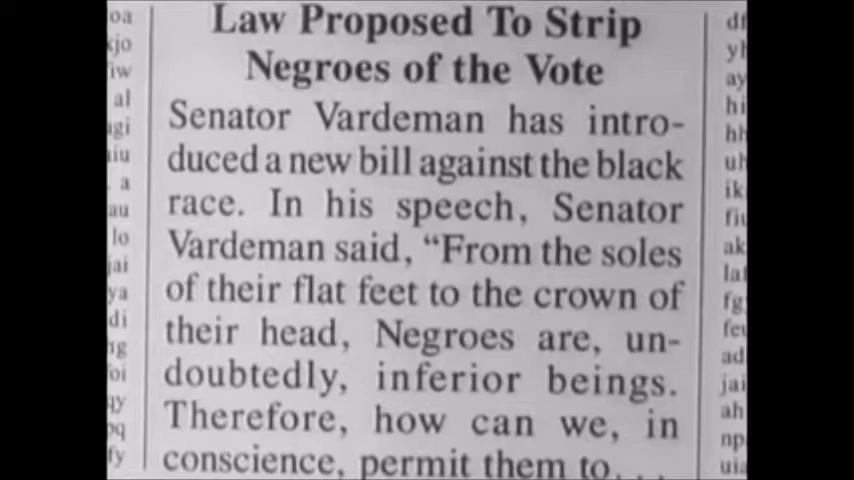 Law Proposed To Strip
Negroes of the Vote
Senator Vardeman has intro-
duced a new bill against the black
race. In his speech, Senator
Vardeman said, “From the soles
of their flat feet to the crown of
their head, Negroes are, un-
doubtedly, inferior beings.
Therefore, how can we, in
conscience, permit them to. . .